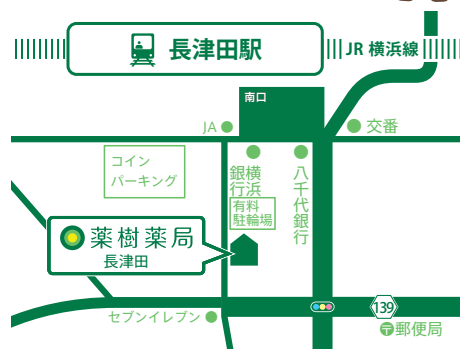 長津田駅
JR 横浜線
南口
JA
交番
コイン
パーキング
横浜銀行
八千代銀行
有料
駐輪場
薬樹薬局
長津田
139
セブンイレブン
〒郵便局